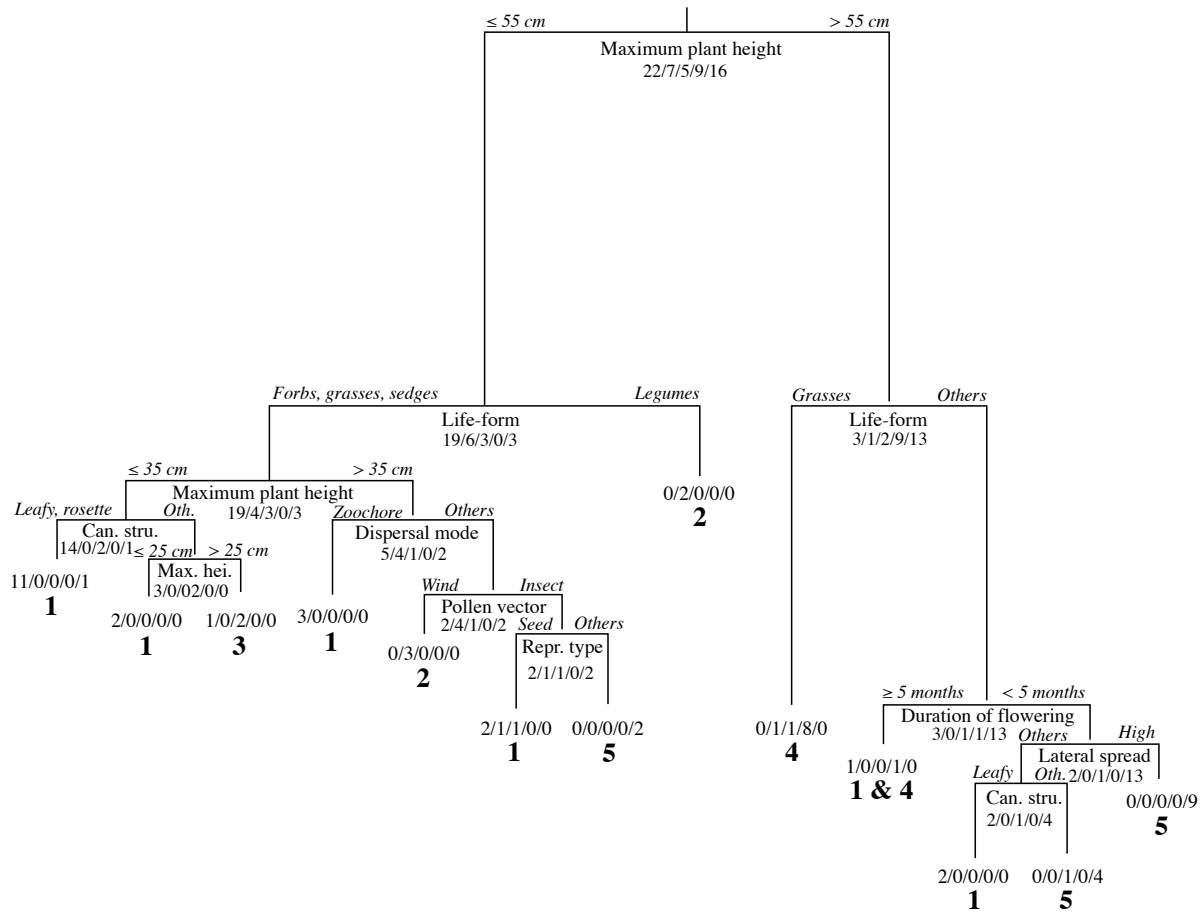 ≤ 55 cm > 55 cm
Maximum plant height
22/7/5/9/16
Forbs, grasses, sedges Legumes Grasses Others
Life-form Life-form
19/6/3/0/3 3/1/2/9/13
≤ 35 cm > 35 cm
Maximum plant height
19/4/3/0/3
0/2/0/0/0
2
Leafy, rosette Oth. Zoochore Others
Can. stru. Dispersal mode
14/0/2/0/1 5/4/1/0/2
≤ 25 cm > 25 cm
Max. hei.
3/0/02/0/0
11/0/0/0/1
1
2/0/0/0/0 1/0/2/0/0 3/0/0/0/0
1 3 1
Wind Insect
Pollen vector
2/4/1/0/2
Seed Others
Repr. type
2/1/1/0/2
0/3/0/0/0
2
2/1/1/0/0 0/0/0/0/2
1 5
0/1/1/8/0
4
≥ 5 months < 5 months
Duration of flowering
3/0/1/1/13
Others High
Lateral spread
2/0/1/0/13
1/0/0/1/0
1 & 4
Leafy Oth.
Can. stru.
2/0/1/0/4
0/0/0/0/9
5
2/0/0/0/0 0/0/1/0/4
1 5